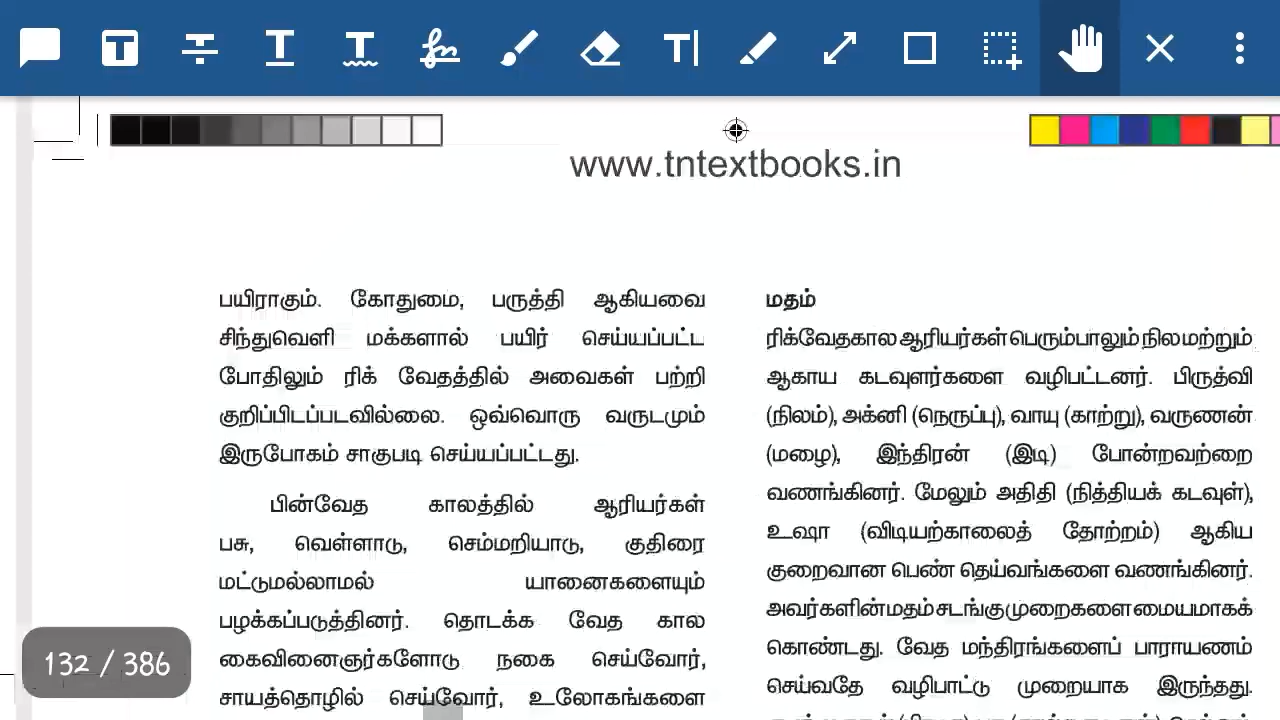 www.tntextbooks.in
பயிராகும். கோதுமை, பருத்தி ஆகியவை
சிந்துவெளி மக்களால் பயிர் செய்யப்பட்ட
போதிலும் ரிக் வேதத்தில் அவைகள் பற்றி
குறிப்பிடப்படவில்லை. ஒவ்வொரு வருடமும்
இருபோகம் சாகுபடி செய்யப்பட்டது.
பின்வேத காலத்தில் ஆரியர்கள்
பசு, வெள்ளாடு, செம்மறியாடு, குதிரை
மட்டுமல்லாமல் யானைகளையும்
பழக்கப்படுத்தினர். தொடக்க வேத கால
கைவினைஞர்களோடு நகை செய்வோர்,
சாயத்தொழில் செய்வோர், உலோகங்களை
மதம்
ரிக்வேதகால ஆரியர்கள் பெரும்பாலும் நில மற்றும்
ஆகாய கடவுளர்களை வழிபட்டனர். பிருத்வி
(நிலம்), அக்னி (நெருப்பு), வாயு (காற்று), வருணன்
(மழை), இந்திரன் (இடி) போன்றவற்றை
வணங்கினர். மேலும் அதிதி (நித்தியக் கடவுள்),
உஷா (விடியற்காலைத் தோற்றம்) ஆகிய
குறைவான பெண் தெய்வங்களை வணங்கினர்.
அவர்களின் மதம் சடங்கு முறைகளை மையமாகக்
கொண்டது. வேத மந்திரங்களைப் பாராயணம்
செய்வதே வழிபாட்டு முறையாக இருந்தது.
132 / 386